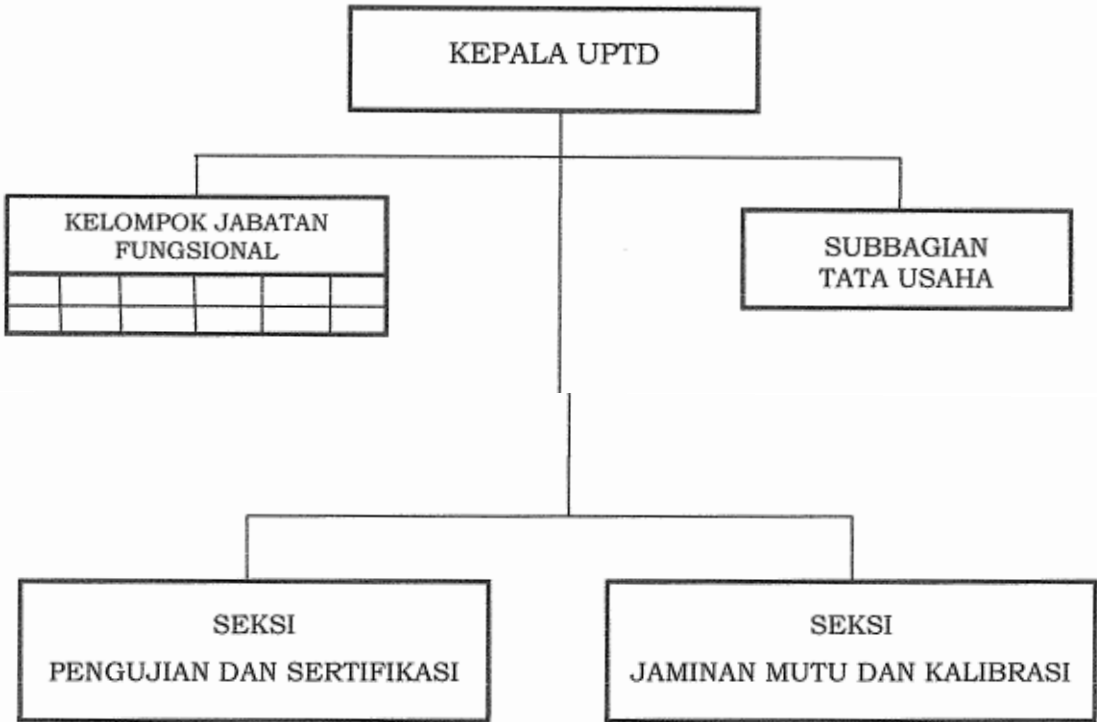 KEPALA UPTD
KELOMPOK JABATAN
FUNGSIONAL
SUBBAGIAN
TATA USAHA
SEKSI
PENGUJIAN DAN SERTIFIKASI
SEKSI
JAMINAN MUTU DAN KALIBRASI